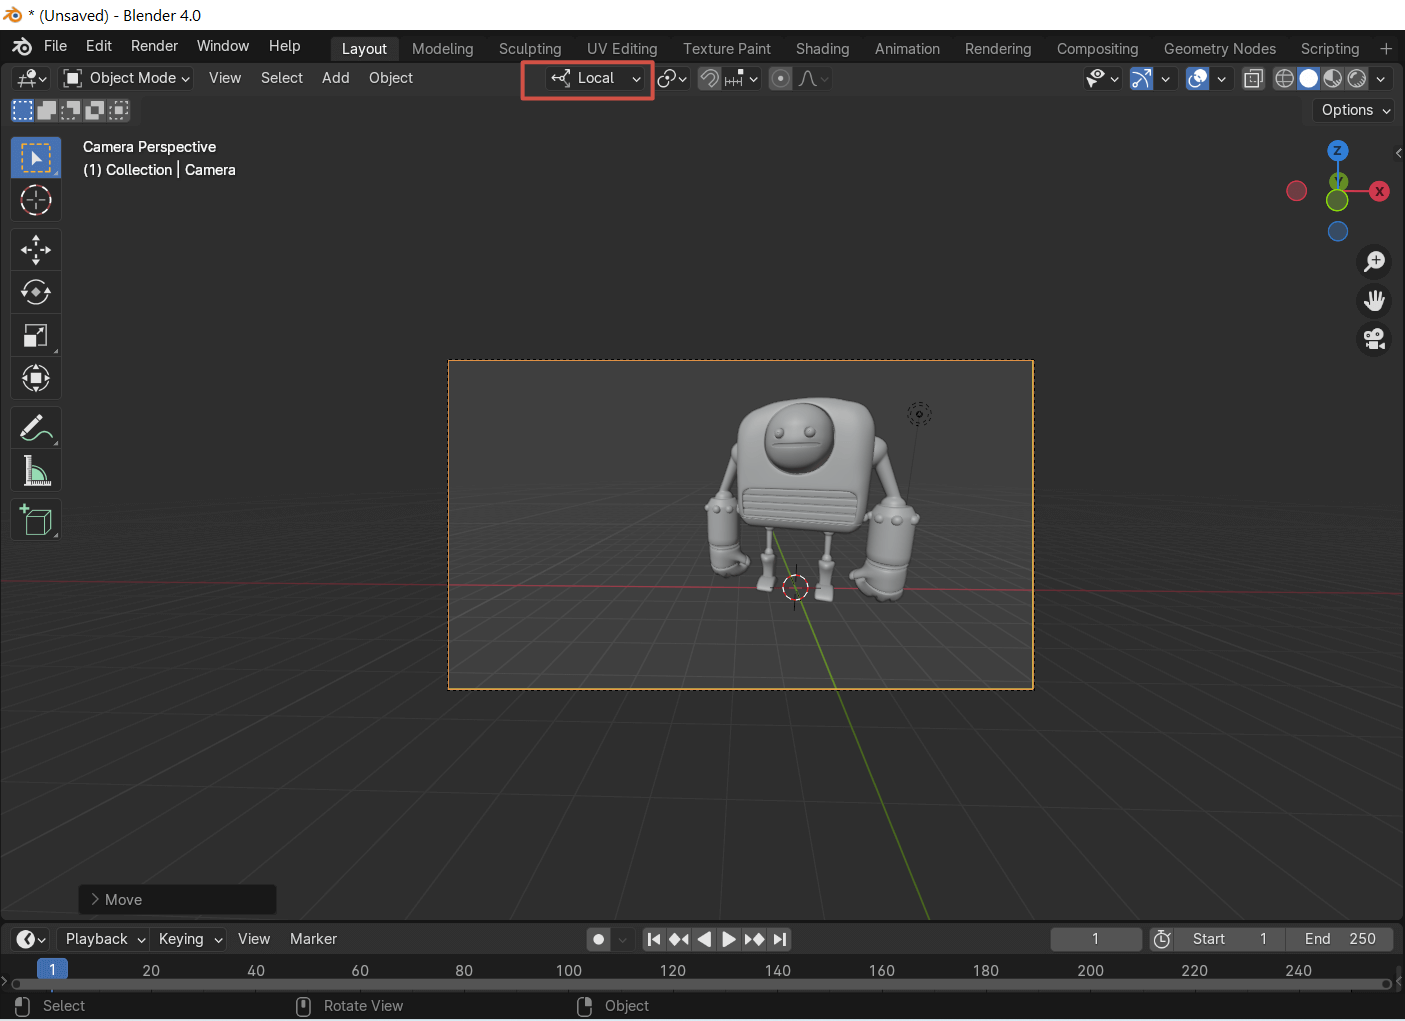 * (Unsaved) - Blender 4.0
File Edit Render Window Help Layout Modeling Sculpting UV Editing Texture Paint Shading Animation Rendering Compositing Geometry Nodes Scripting
Object Mode View Select Add Object Local
Options
Camera Perspective
(1) Collection | Camera
Z
Y
X
Move
Playback Keying View Marker 1 Start 1 End 250
1 20 40 60 80 100 120 140 160 180 200 220 240
Select Rotate View Object